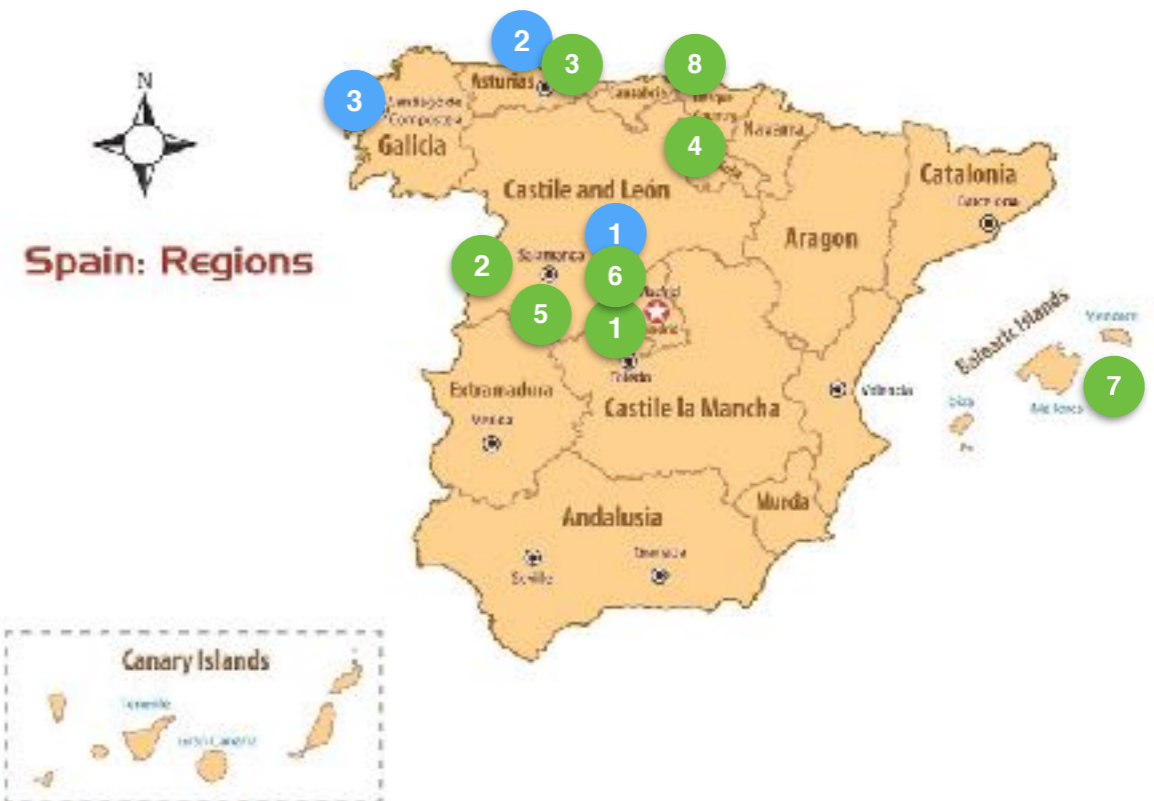 2
3
8
Asturias
Cantabria
3
Santiago de
Compostela
Country
Navarra
N
Galicia
4
Castile and León
Catalonia
Barcelona
1
Aragon
Spain: Regions
2
Salamanca
6
Madrid
5
1
Balearic Islands
Toledo
7
Extremadura
Castile la Mancha
Valencia
Ibiza
Mallorca
Merida
Murcia
Andalusia
Granada
Seville
Canary Islands
Tenerife
Gran Canaria